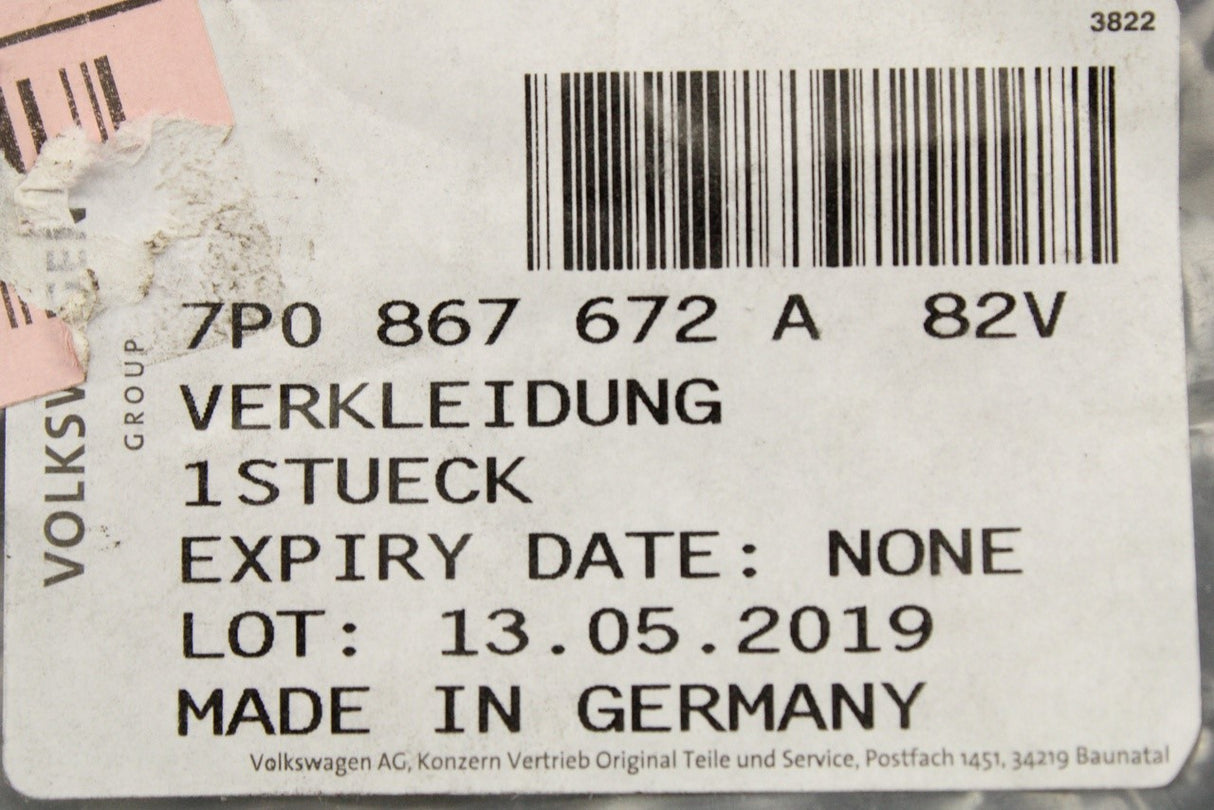 3822
7P0 867 672 A 82V
VERKLEIDUNG
1STUECK
EXPIRY DATE: NONE
LOT: 13.05.2019
MADE IN GERMANY
Volkswagen AG, Konzern Vertrieb Original Teile und Service, Postfach 1451, 34219 Baunatal
GROUP